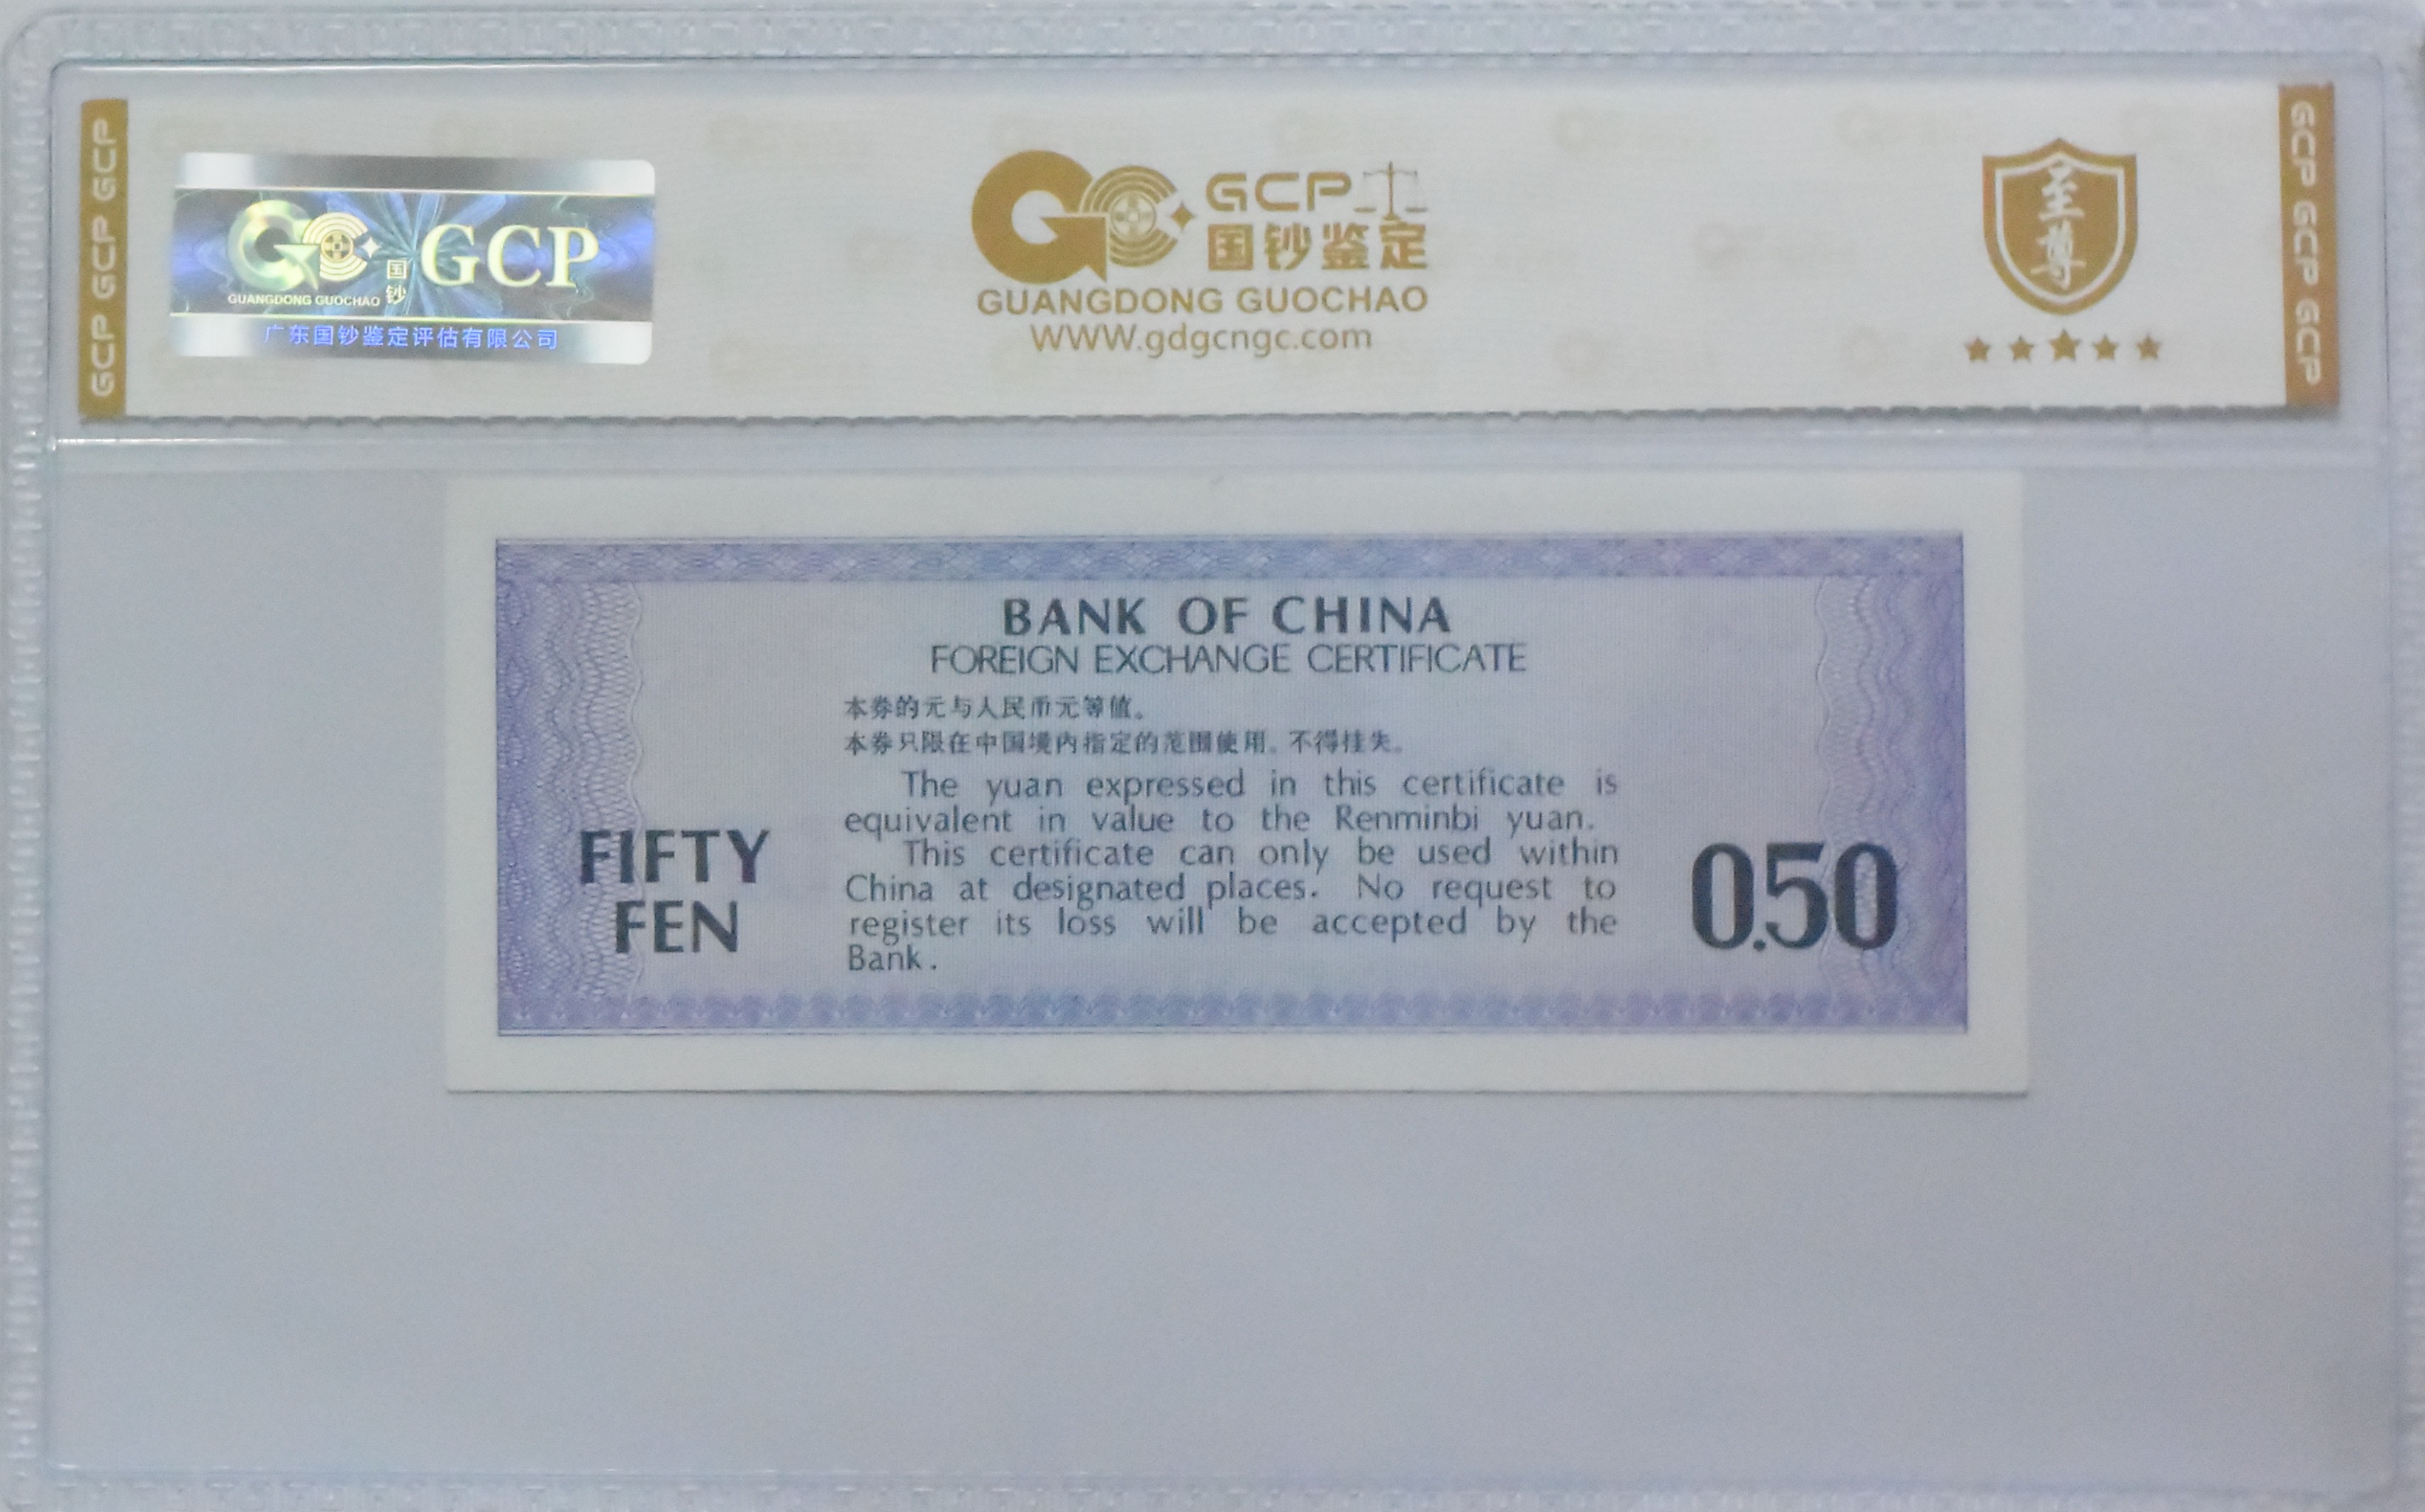 GCP GCP GCP
GCP
国钞
GUANGDONG GUOCHAO
广东国钞鉴定评估有限公司
GCP
国钞鉴定
GUANGDONG GUOCHAO
WWW.gdgcngc.com
至尊
GCP GCP GCP
BANK OF CHINA
FOREIGN EXCHANGE CERTIFICATE
本券的元与人民币元等值。
本券只限在中国境内指定的范围使用。不得挂失。
The yuan expressed in this certificate is
equivalent in value to the Renminbi yuan.
This certificate can only be used within
China at designated places. No request to
register its loss will be accepted by the
Bank.
FIFTY
FEN
0.50